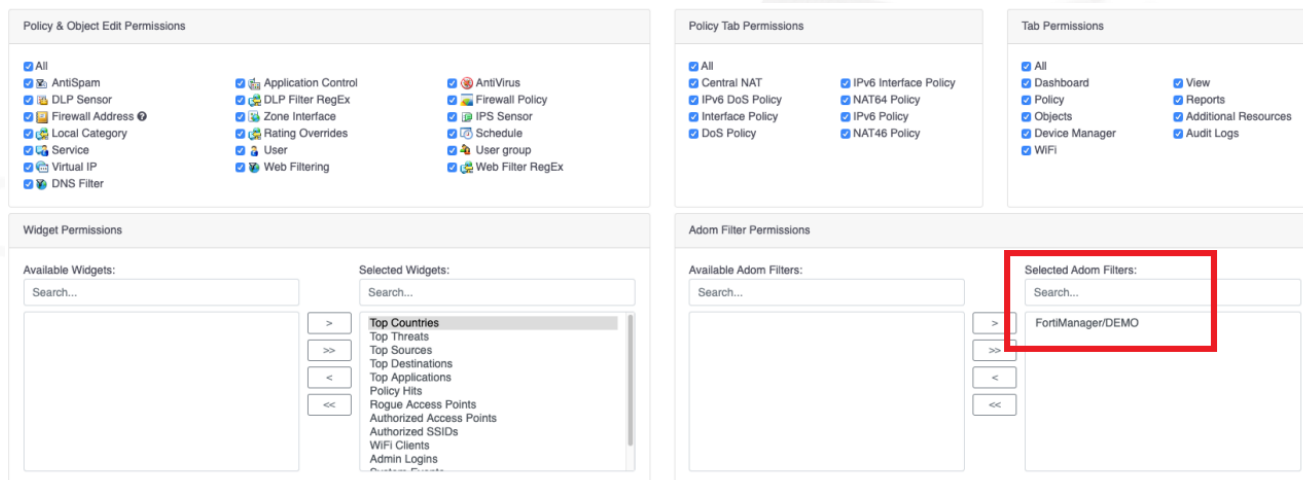 Policy & Object Edit Permissions
All
AntiSpam
Application Control
AntiVirus
DLP Sensor
DLP Filter RegEx
Firewall Policy
Firewall Address
Zone Interface
IPS Sensor
Local Category
Rating Overrides
Schedule
Service
User
User group
Virtual IP
Web Filtering
Web Filter RegEx
DNS Filter
Policy Tab Permissions
All
Central NAT
IPv6 Interface Policy
IPv6 DoS Policy
NAT64 Policy
Interface Policy
IPv6 Policy
DoS Policy
NAT46 Policy
Tab Permissions
All
Dashboard
View
Policy
Reports
Objects
Additional Resources
Device Manager
Audit Logs
WiFi
Widget Permissions
Available Widgets:
Search...
>
>>
<
<<
Selected Widgets:
Search...
Top Countries
Top Threats
Top Sources
Top Destinations
Top Applications
Policy Hits
Rogue Access Points
Authorized Access Points
Authorized SSIDs
WiFi Clients
Admin Logins
System Events
Adom Filter Permissions
Available Adom Filters:
Search...
>
>>
<
<<
Selected Adom Filters:
Search...
FortiManager/DEMO